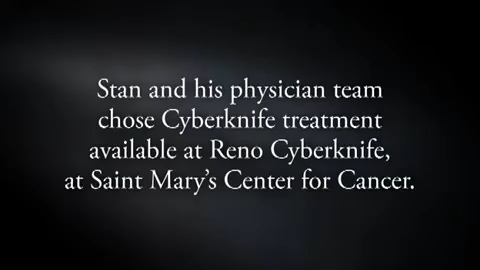 Stan and his physician team
chose Cyberknife treatment
available at Reno Cyberknife,
at Saint Mary’s Center for Cancer.